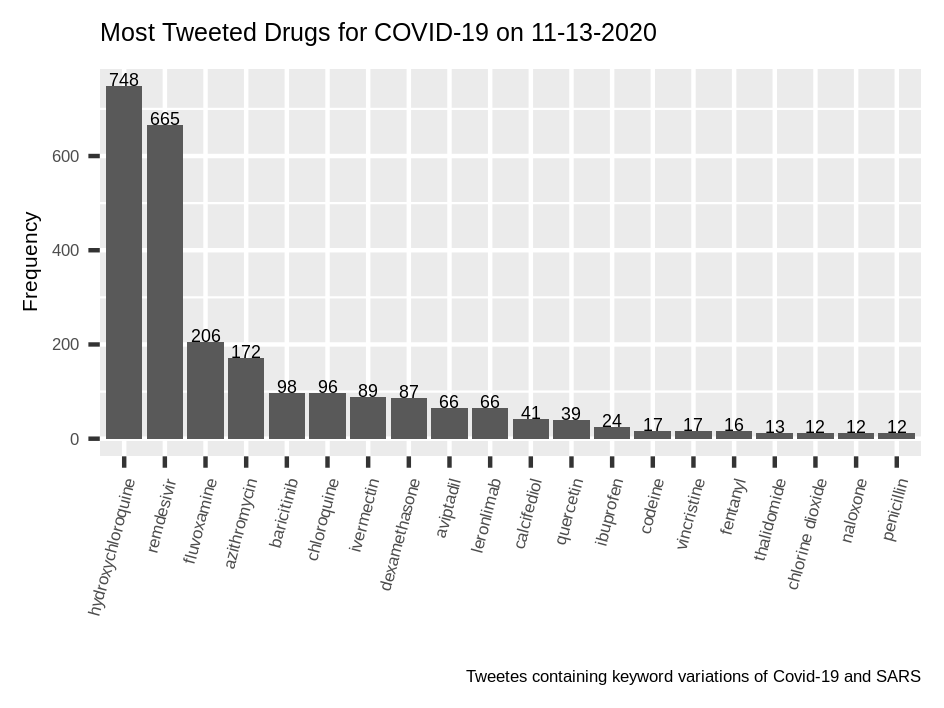 Most Tweeted Drugs for COVID-19 on 11-13-2020
Frequency
600
400
200
0
748
665
206
172
98
96
89
87
66
66
41
39
24
17
17
16
13
12
12
12
hydroxychloroquine
remdesivir
fluvoxamine
azithromycin
baricitinib
chloroquine
ivermectin
dexamethasone
aviptadil
leronlimab
calcifediol
quercetin
ibuprofen
codeine
vincristine
fentanyl
thalidomide
chlorine dioxide
naloxone
penicillin
Tweetes containing keyword variations of Covid-19 and SARS